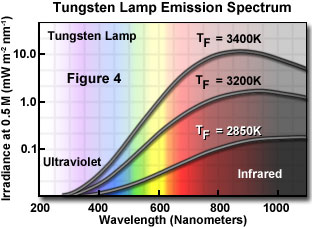 Tungsten Lamp Emission Spectrum
Irradiance at 0.5 M (mW m-2 nm-1)
10.0
1.0
0.1
Tungsten Lamp
Figure 4
TF = 3400K
TF = 3200K
TF = 2850K
Ultraviolet
Infrared
200
400
600
800
1000
Wavelength (Nanometers)